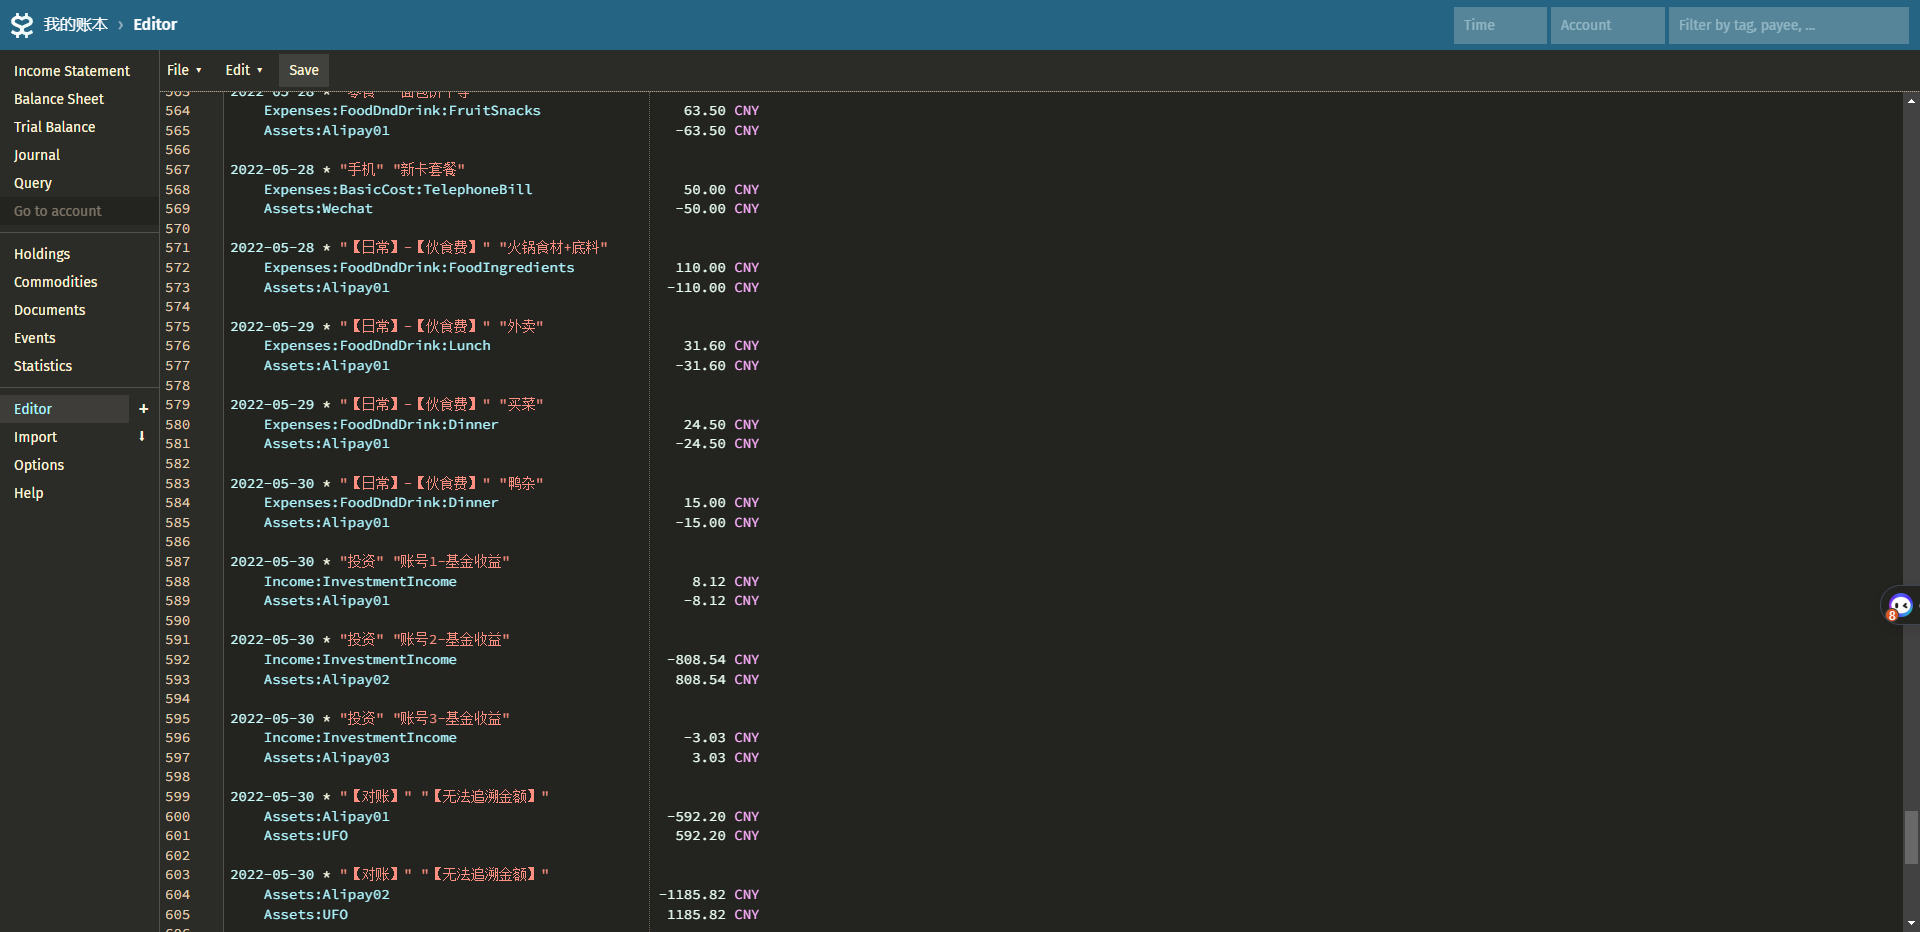 我的账本 › Editor
Time Account Filter by tag, payee, ...
Income Statement
Balance Sheet
Trial Balance
Journal
Query
Go to account
Holdings
Commodities
Documents
Events
Statistics
Editor +
Import
Options
Help
File Edit Save
564 Expenses:FoodDndDrink:FruitSnacks 63.50 CNY
565 Assets:Alipay01 -63.50 CNY
566
567 2022-05-28 * "手机" "新卡套餐"
568 Expenses:BasicCost:TelephoneBill 50.00 CNY
569 Assets:Wechat -50.00 CNY
570
571 2022-05-28 * "【日常】-【伙食费】" "火锅食材+底料"
572 Expenses:FoodDndDrink:FoodIngredients 110.00 CNY
573 Assets:Alipay01 -110.00 CNY
574
575 2022-05-29 * "【日常】-【伙食费】" "外卖"
576 Expenses:FoodDndDrink:Lunch 31.60 CNY
577 Assets:Alipay01 -31.60 CNY
578
579 2022-05-29 * "【日常】-【伙食费】" "买菜"
580 Expenses:FoodDndDrink:Dinner 24.50 CNY
581 Assets:Alipay01 -24.50 CNY
582
583 2022-05-30 * "【日常】-【伙食费】" "鸭杂"
584 Expenses:FoodDndDrink:Dinner 15.00 CNY
585 Assets:Alipay01 -15.00 CNY
586
587 2022-05-30 * "投资" "账号1-基金收益"
588 Income:InvestmentIncome 8.12 CNY
589 Assets:Alipay01 -8.12 CNY
590
591 2022-05-30 * "投资" "账号2-基金收益"
592 Income:InvestmentIncome -808.54 CNY
593 Assets:Alipay02 808.54 CNY
594
595 2022-05-30 * "投资" "账号3-基金收益"
596 Income:InvestmentIncome -3.03 CNY
597 Assets:Alipay03 3.03 CNY
598
599 2022-05-30 * "【对账】" "【无法追溯金额】"
600 Assets:Alipay01 -592.20 CNY
601 Assets:UFO 592.20 CNY
602
603 2022-05-30 * "【对账】" "【无法追溯金额】"
604 Assets:Alipay02 -1185.82 CNY
605 Assets:UFO 1185.82 CNY
8